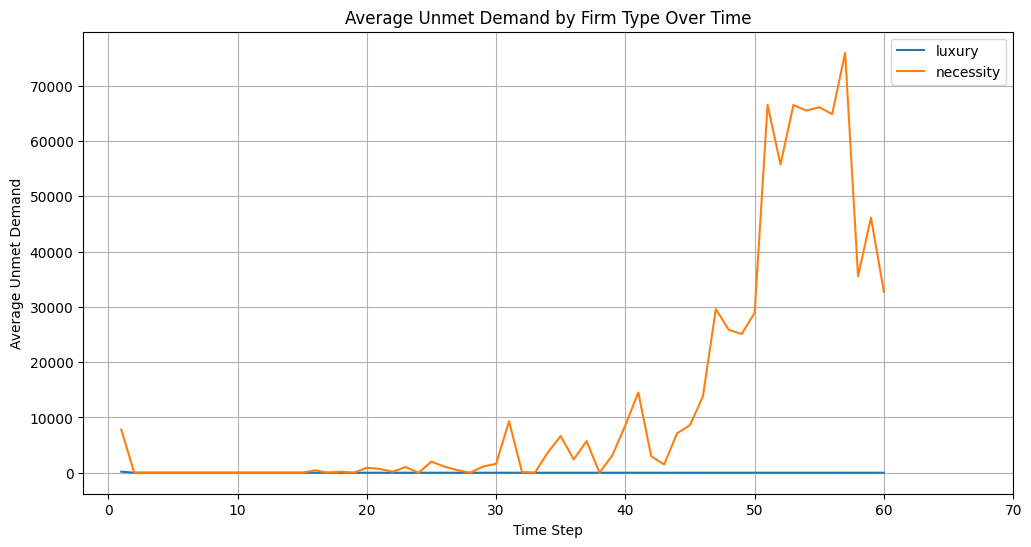 Average Unmet Demand by Firm Type Over Time
luxury
necessity
Average Unmet Demand
70000
60000
50000
40000
30000
20000
10000
0
0 10 20 30 40 50 60 70
Time Step